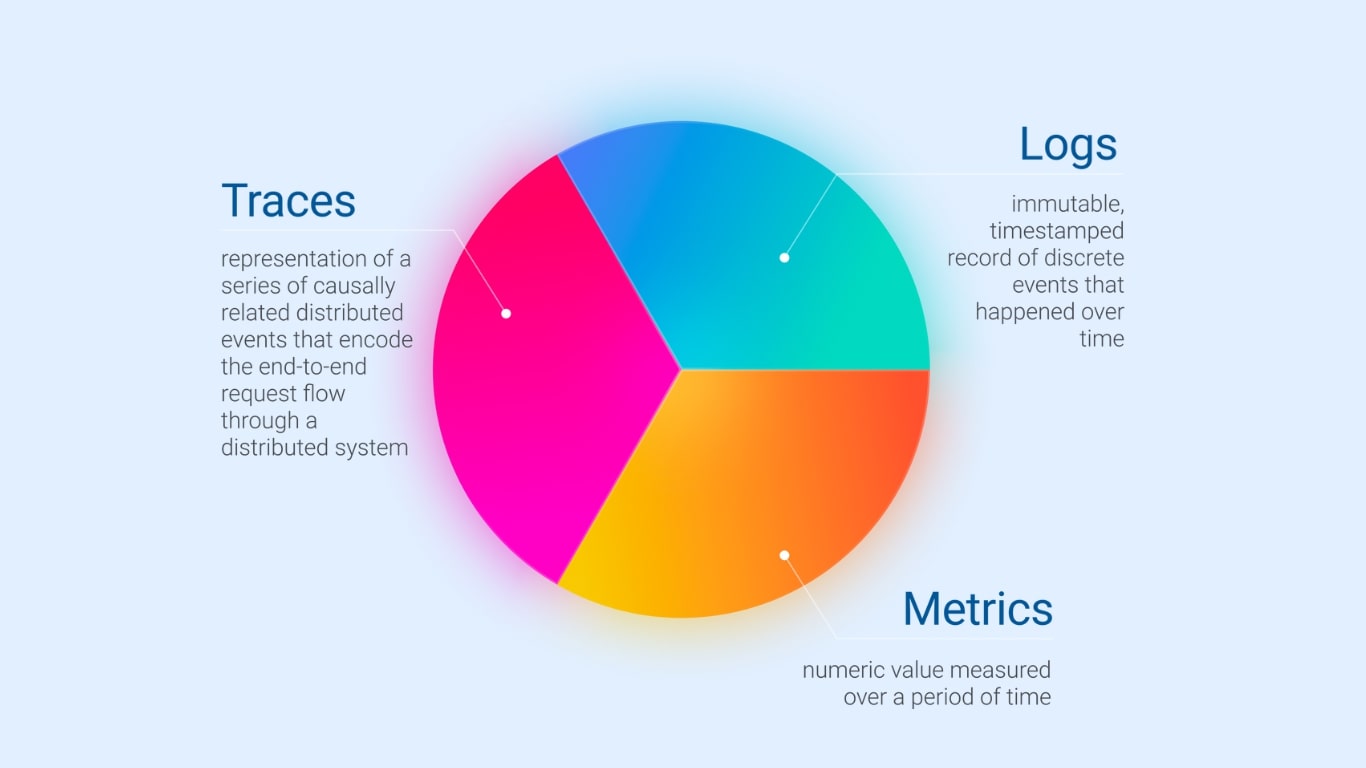 Traces
representation of a
series of causally
related distributed
events that encode
the end-to-end
request flow
through a
distributed system
Logs
immutable,
timestamped
record of discrete
events that
happened over
time
Metrics
numeric value measured
over a period of time